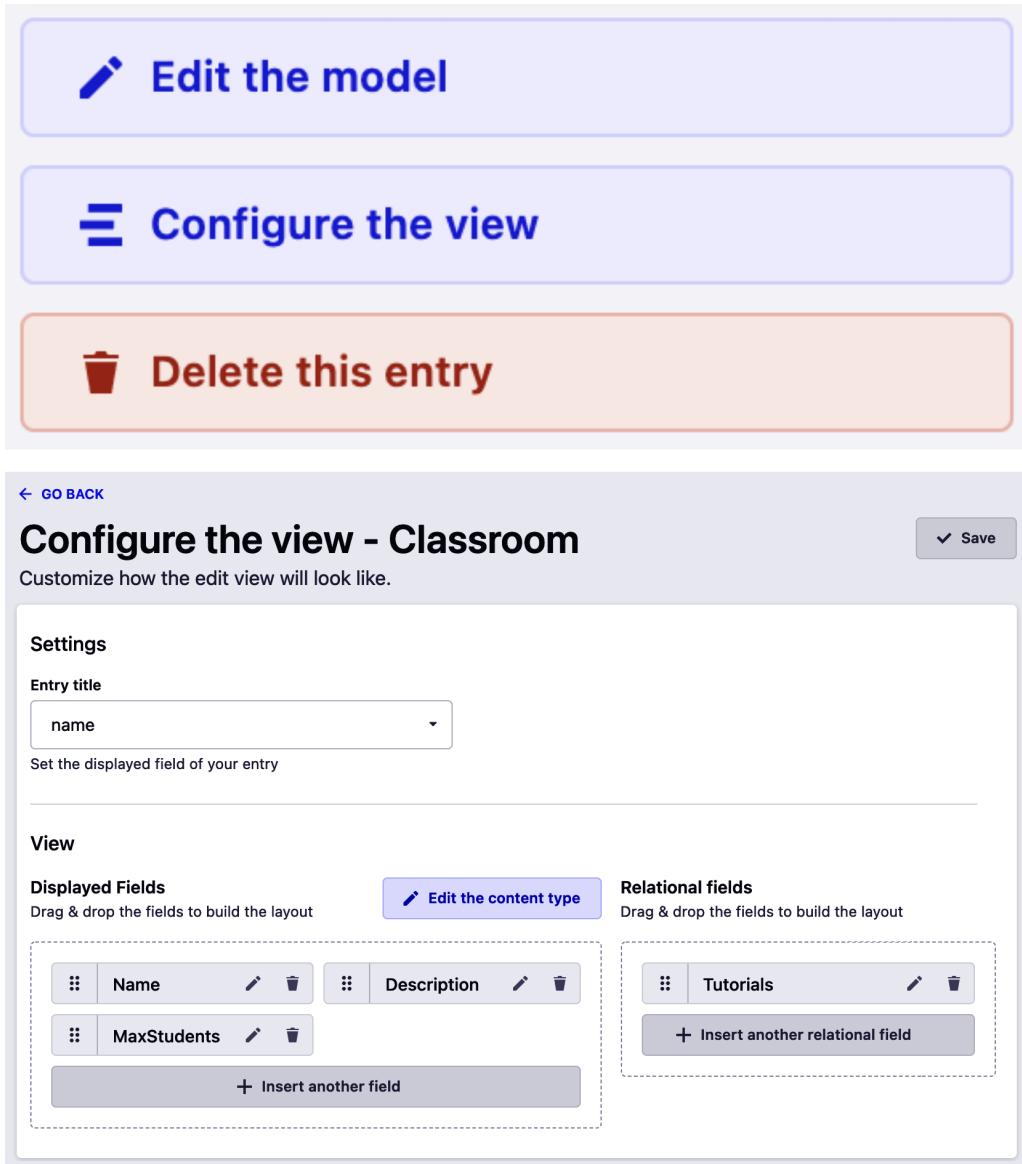 Edit the model
Configure the view
Delete this entry
GO BACK
Configure the view - Classroom
Save
Customize how the edit view will look like.
Settings
Entry title
name
Set the displayed field of your entry
View
Displayed Fields
Drag & drop the fields to build the layout
Edit the content type
Relational fields
Drag & drop the fields to build the layout
Name
Description
MaxStudents
Insert another field
Tutorials
Insert another relational field